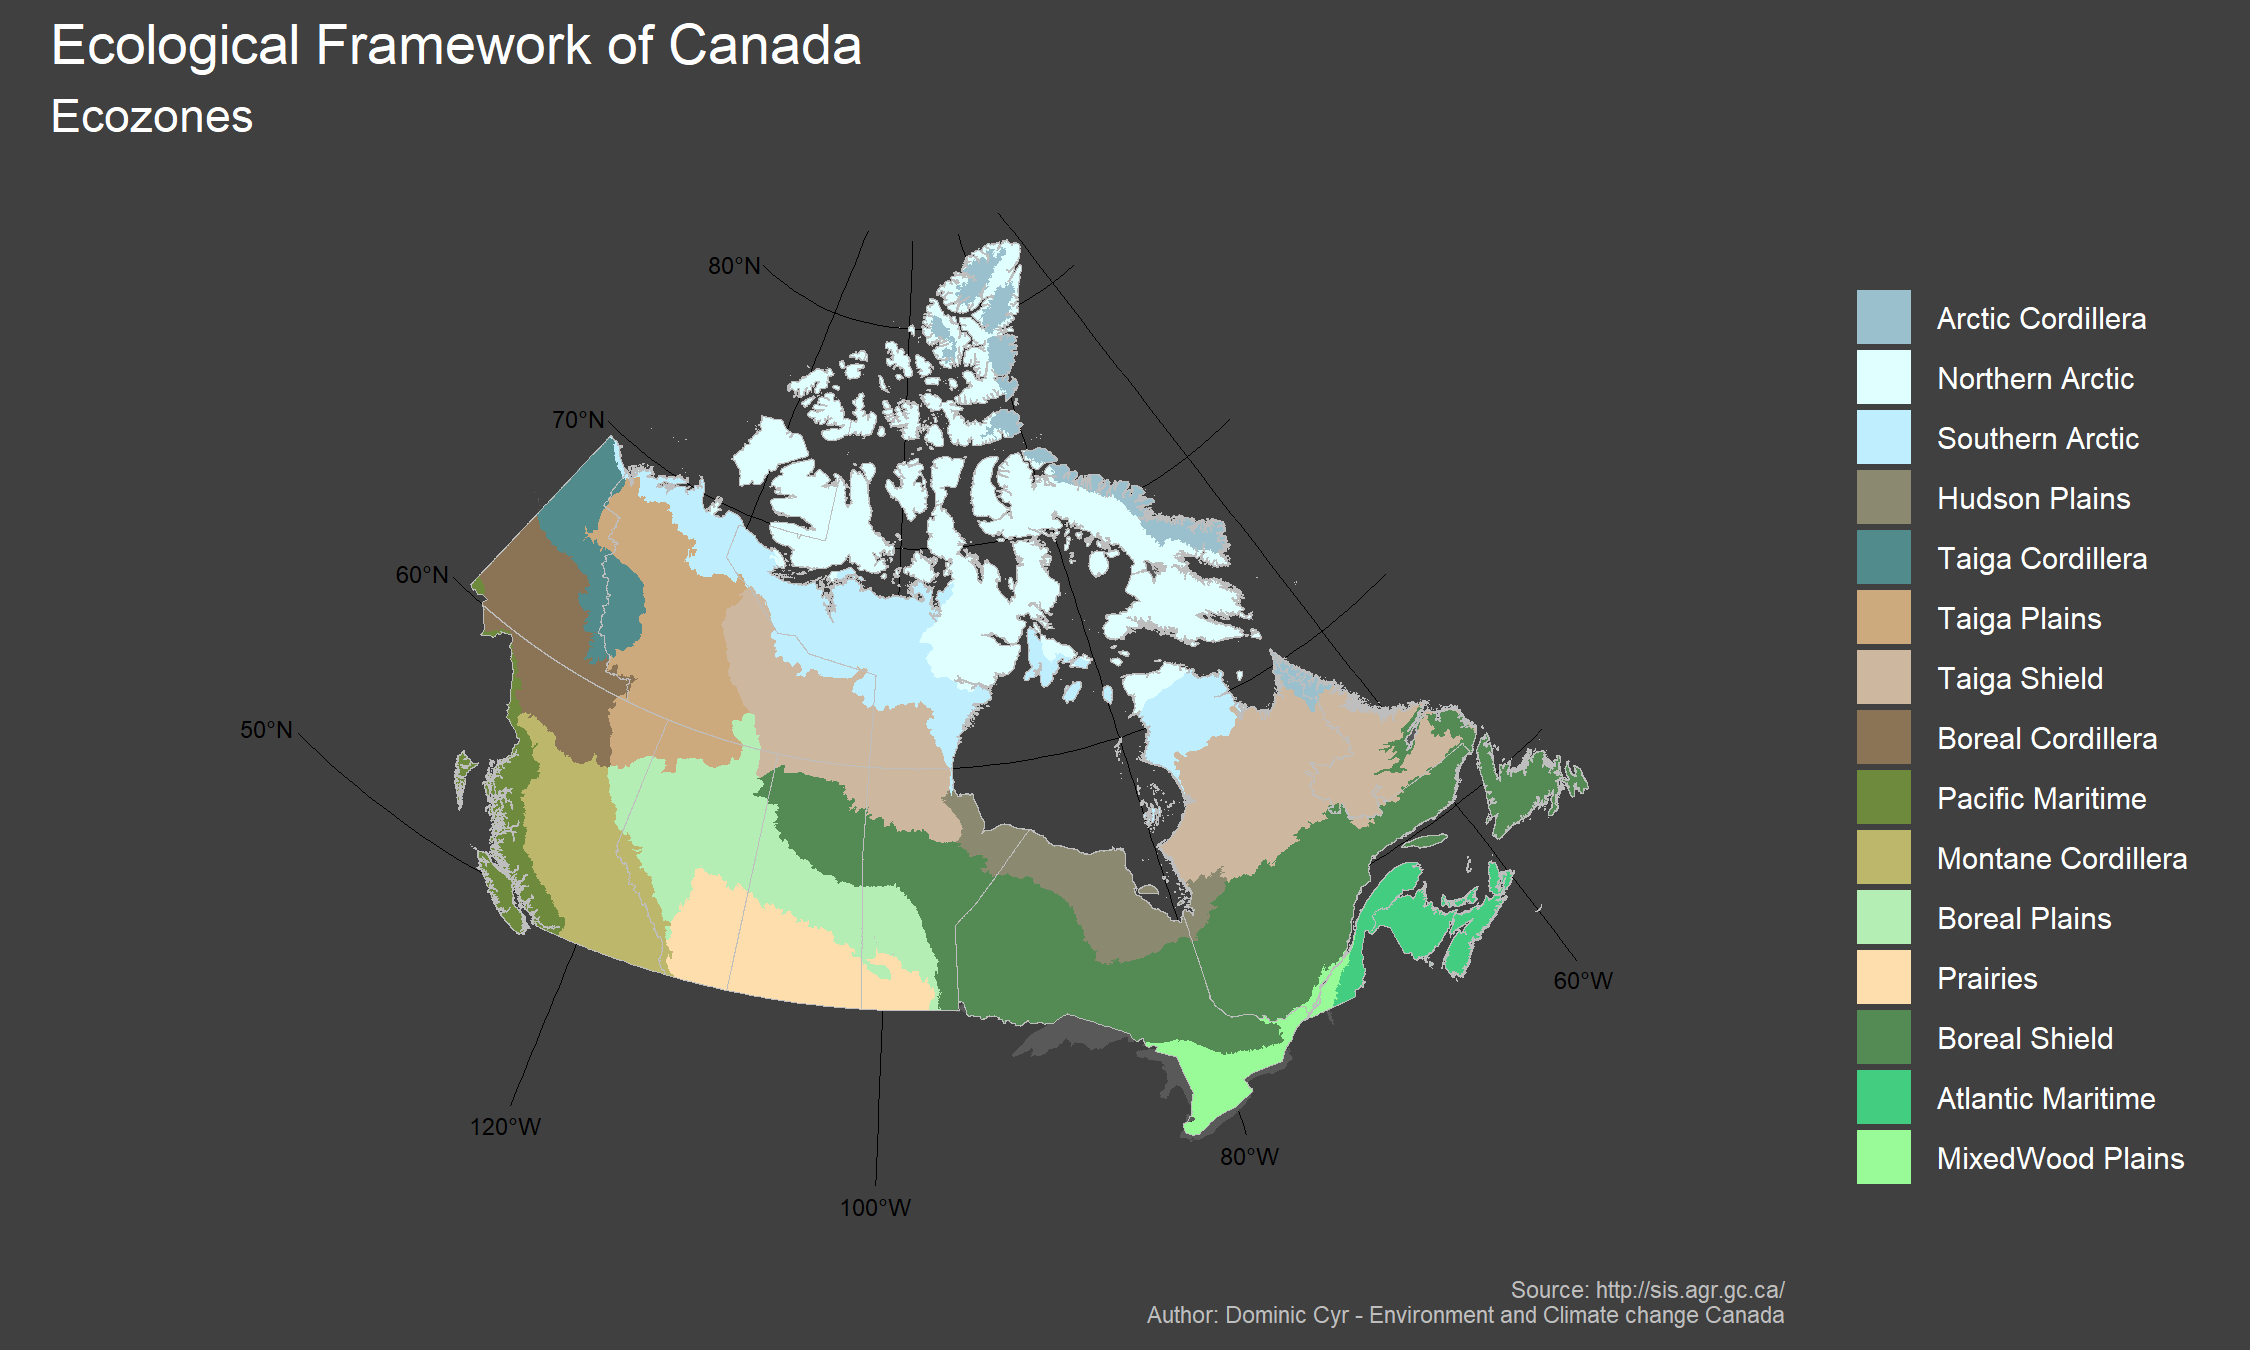 Ecological Framework of Canada
Ecozones
80°N
70°N
60°N
50°N
120°W
100°W
80°W
60°W
Arctic Cordillera
Northern Arctic
Southern Arctic
Hudson Plains
Taiga Cordillera
Taiga Plains
Taiga Shield
Boreal Cordillera
Pacific Maritime
Montane Cordillera
Boreal Plains
Prairies
Boreal Shield
Atlantic Maritime
MixedWood Plains
Source: http://sis.agr.gc.ca/
Author: Dominic Cyr - Environment and Climate change Canada